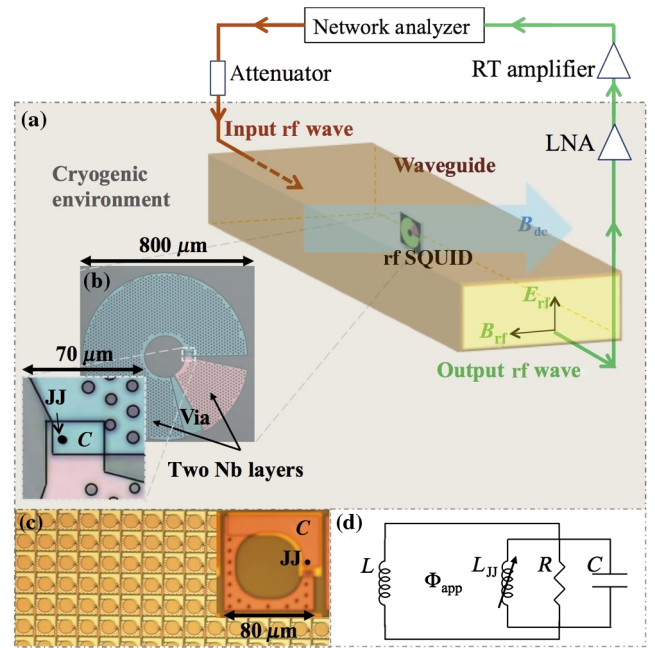 Network analyzer
Attenuator
RT amplifier
(a)
Input rf wave
LNA
Cryogenic
environment
Waveguide
B_dc
800 μm
rf SQUID
(b)
E_rf
B_rf
70 μm
Output rf wave
JJ
C
Via
Two Nb layers
(c)
C
JJ
80 μm
(d)
L
Φ_app
L_JJ
R
C